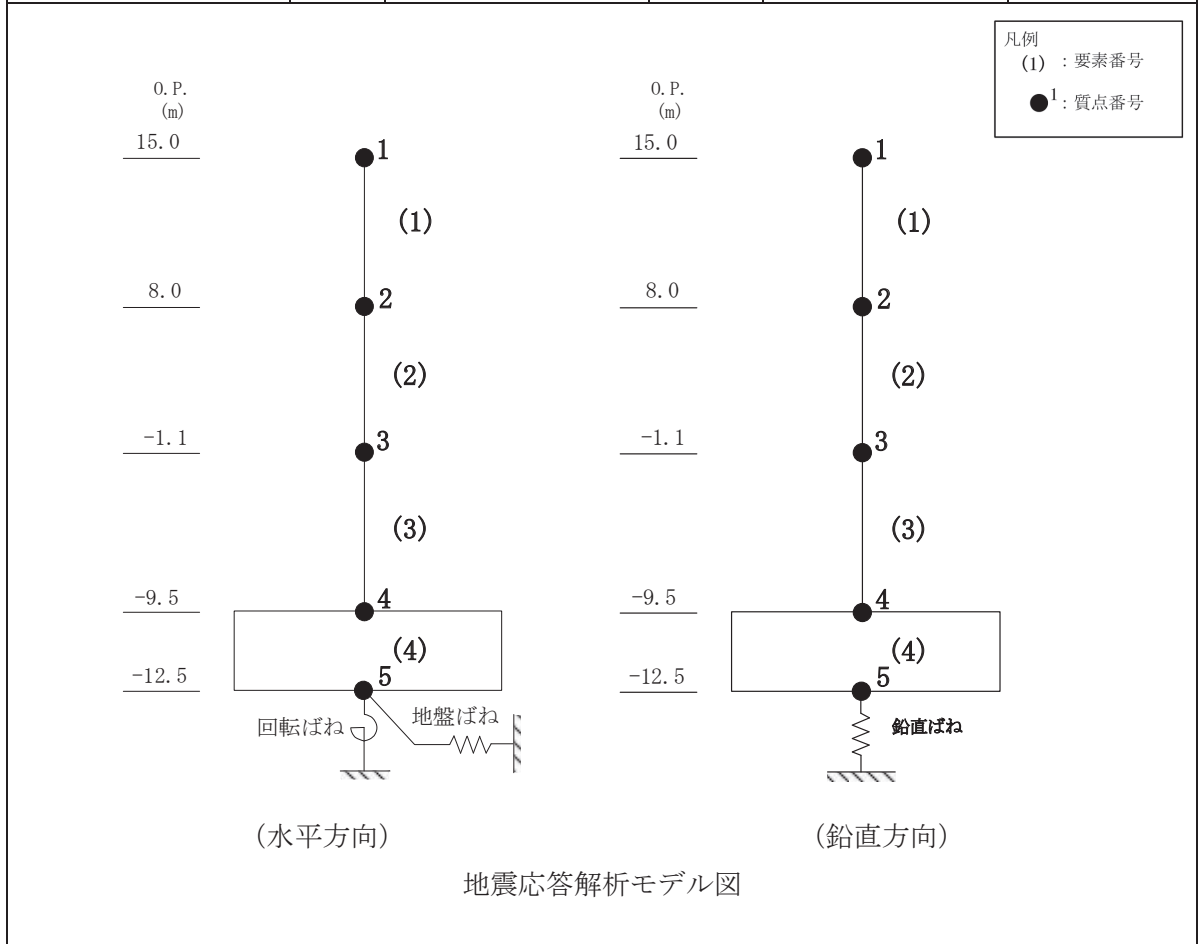 凡例
(1) : 要素番号
1 : 質点番号
O.P.
(m)
15.0
1
(1)
8.0
2
(2)
-1.1
3
(3)
-9.5
4
(4)
-12.5
5
回転ばね
地盤ばね
(水平方向)
O.P.
(m)
15.0
1
(1)
8.0
2
(2)
-1.1
3
(3)
-9.5
4
(4)
-12.5
5
鉛直ばね
(鉛直方向)
地震応答解析モデル図